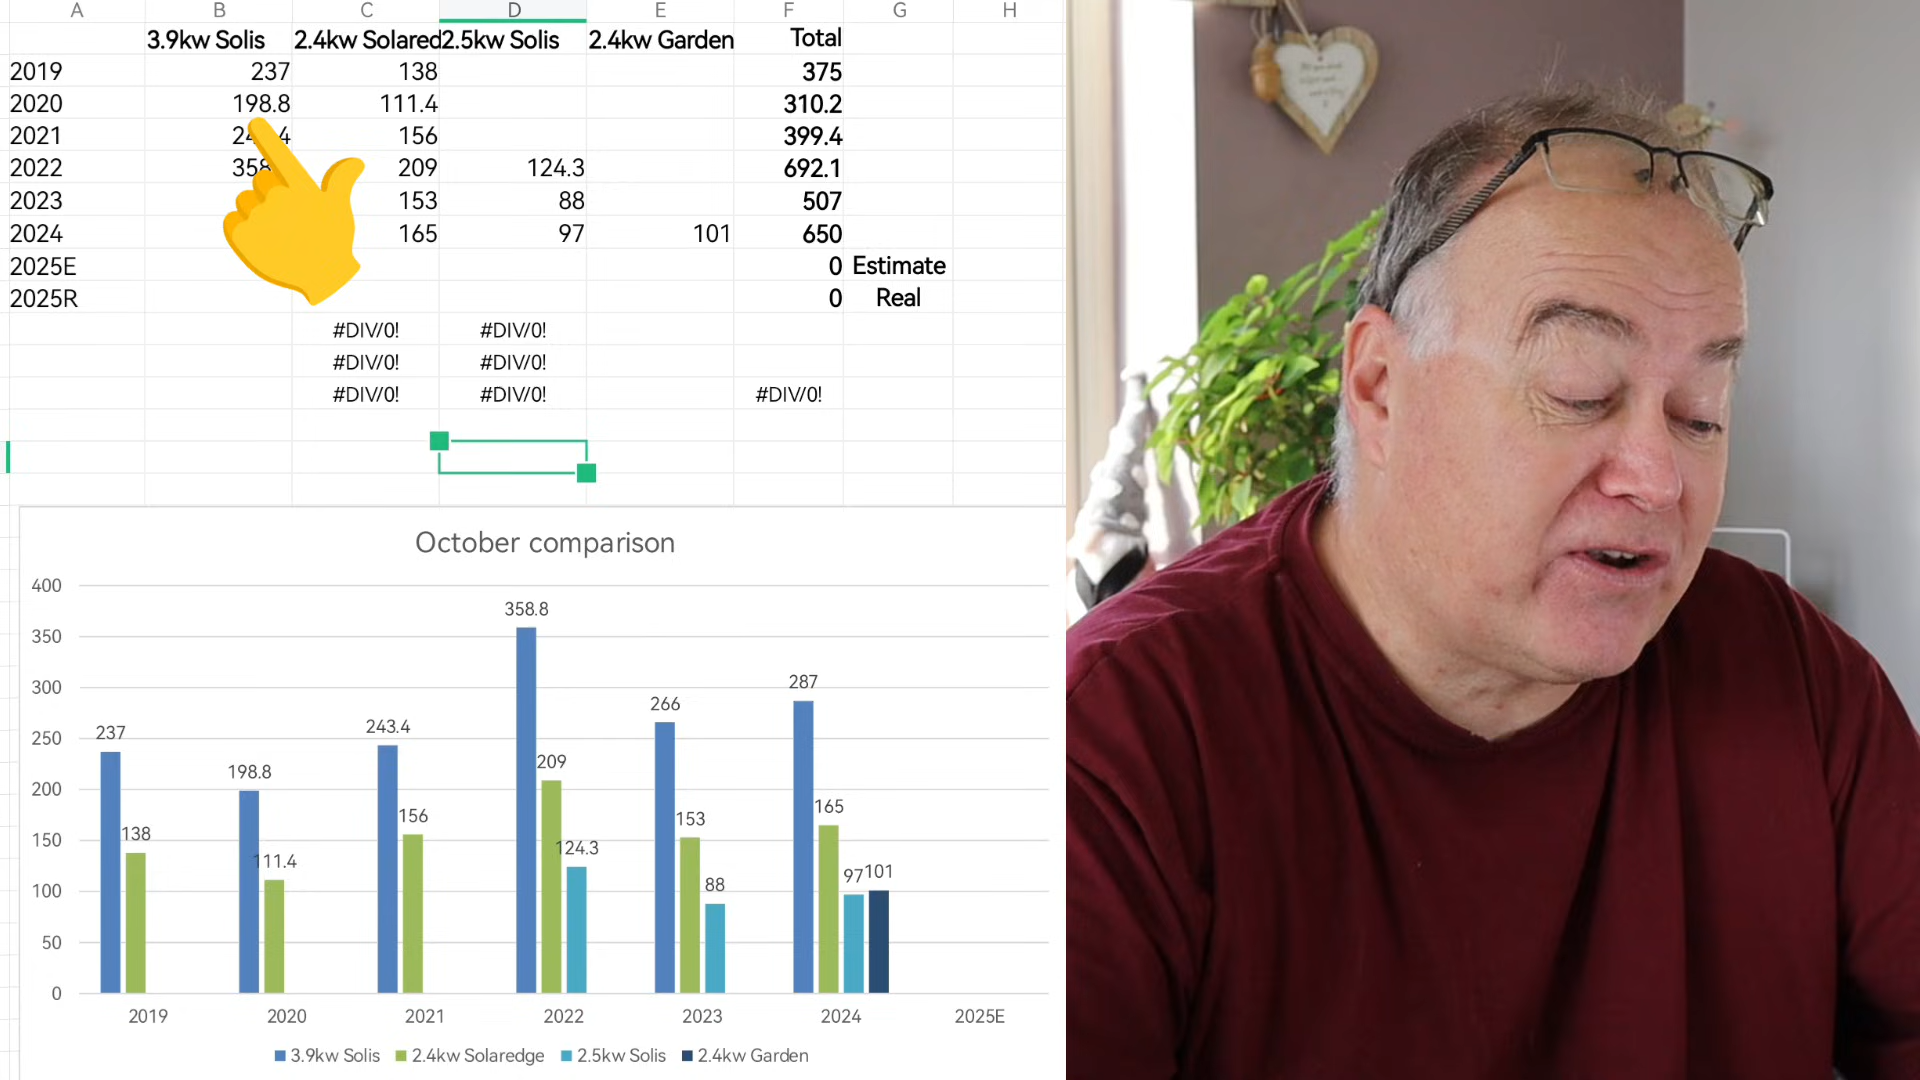 A B C D E F G H
3.9kw Solis 2.4kw Solared 2.5kw Solis 2.4kw Garden Total
2019 237 138 375
2020 198.8 111.4 310.2
2021 24 4 156 399.4
2022 358 209 124.3 692.1
2023 153 88 507
2024 165 97 101 650
2025E 0 Estimate
2025R 0 Real
#DIV/0! #DIV/0!
#DIV/0! #DIV/0!
#DIV/0! #DIV/0! #DIV/0!
October comparison
400
350
300
250
200
150
100
50
0
237 138
198.8 111.4
243.4 156
358.8 209 124.3
266 153 88
287 165 97 101
2019 2020 2021 2022 2023 2024 2025E
3.9kw Solis 2.4kw Solaredge 2.5kw Solis 2.4kw Garden